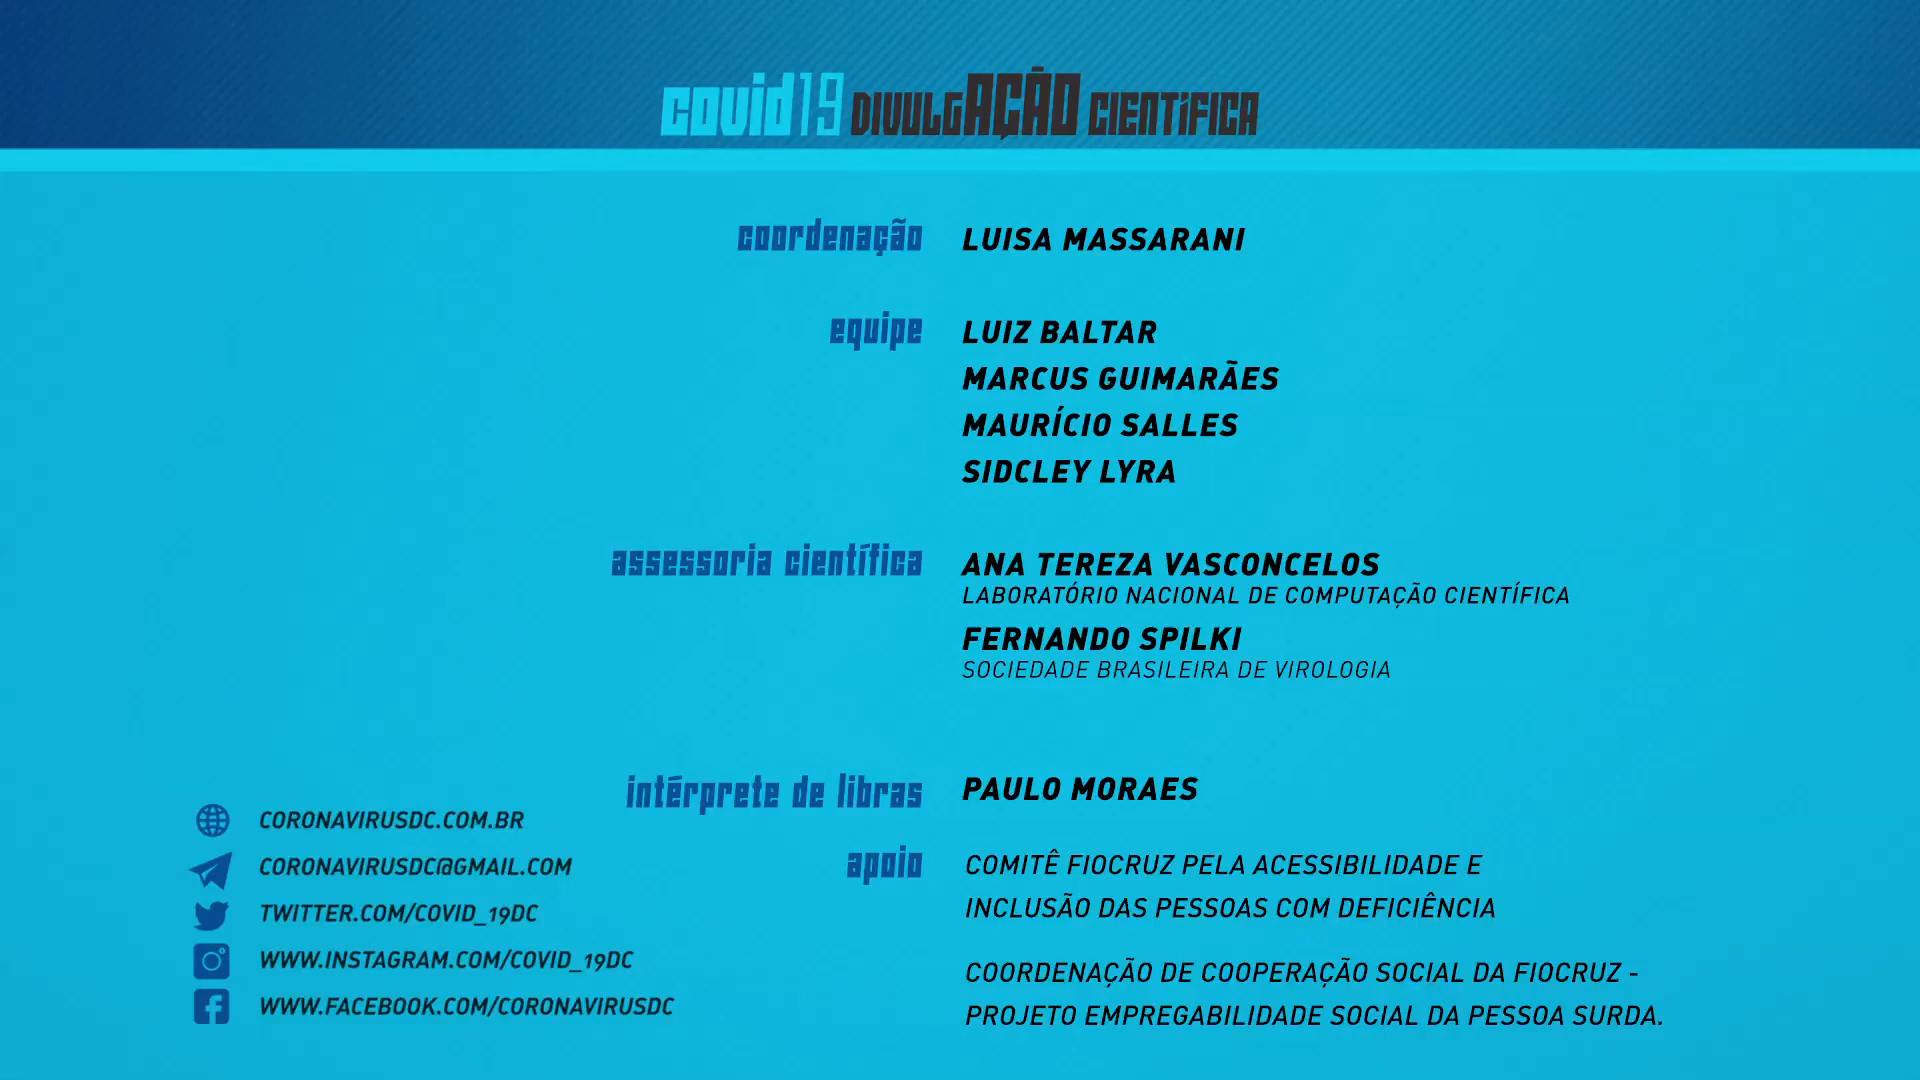 covid19 DIVULGAÇÃO CIENTÍFICA
coordenação LUISA MASSARANI
equipe LUIZ BALTAR
MARCUS GUIMARÃES
MAURÍCIO SALLES
SIDCLEY LYRA
assessoria científica ANA TEREZA VASCONCELOS
LABORATÓRIO NACIONAL DE COMPUTAÇÃO CIENTÍFICA
FERNANDO SPILKI
SOCIEDADE BRASILEIRA DE VIROLOGIA
intérprete de libras PAULO MORAES
apoio COMITÊ FIOCRUZ PELA ACESSIBILIDADE E
INCLUSÃO DAS PESSOAS COM DEFICIÊNCIA
COORDENAÇÃO DE COOPERAÇÃO SOCIAL DA FIOCRUZ -
PROJETO EMPREGABILIDADE SOCIAL DA PESSOA SURDA.
CORONAVIRUSDC.COM.BR
CORONAVIRUSDC@GMAIL.COM
TWITTER.COM/COVID_19DC
WWW.INSTAGRAM.COM/COVID_19DC
WWW.FACEBOOK.COM/CORONAVIRUSDC